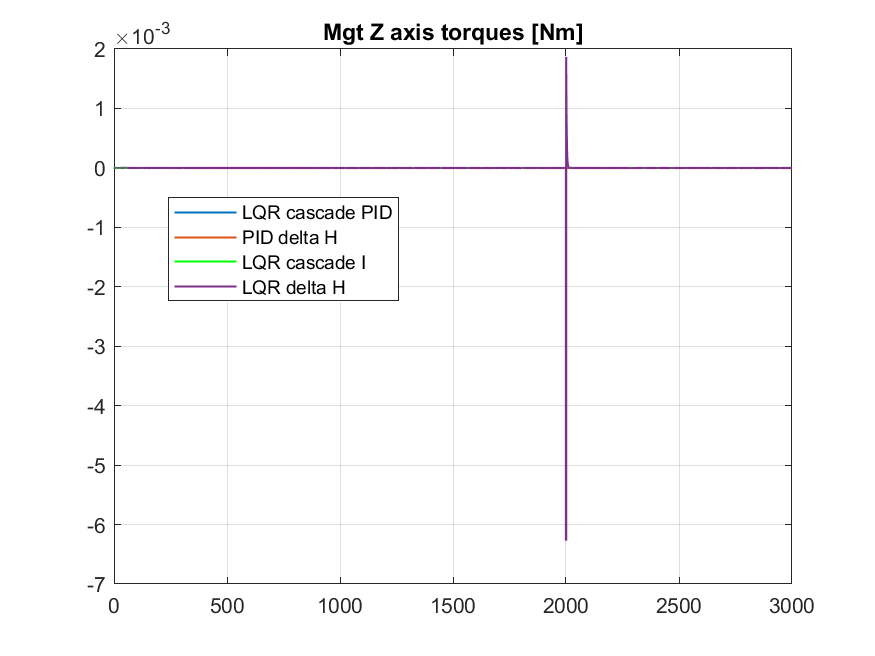 Mgt Z axis torques [Nm]
×10-3
2
1
0
-1
-2
-3
-4
-5
-6
-7
LQR cascade PID
PID delta H
LQR cascade I
LQR delta H
0 500 1000 1500 2000 2500 3000